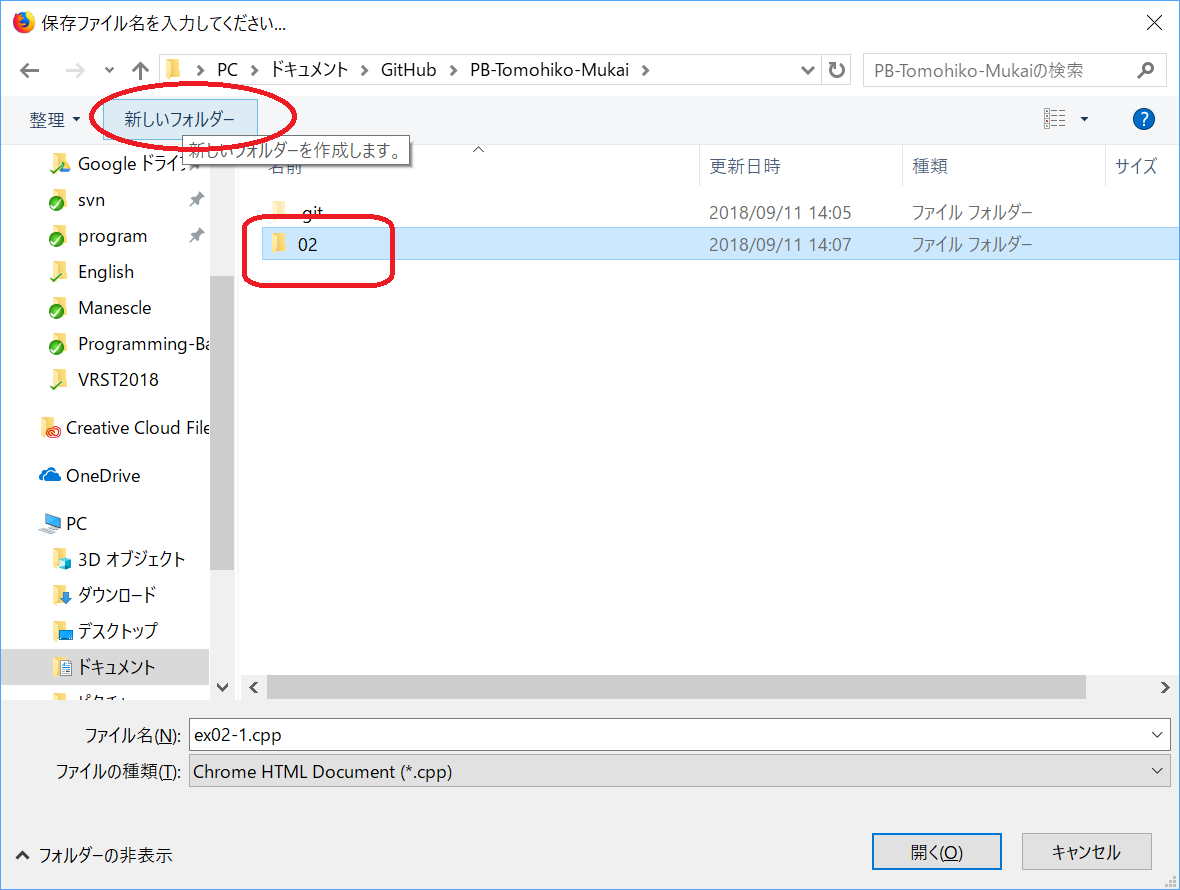 保存ファイル名を入力してください...
PC ドキュメント GitHub PB-Tomohiko-Mukai
PB-Tomohiko-Mukaiの検索
整理 新しいフォルダー
新しいフォルダーを作成します。
名前 更新日時 種類 サイズ
.git 2018/09/11 14:05 ファイル フォルダー
02 2018/09/11 14:07 ファイル フォルダー
Google ドライブ
svn
program
English
Manescle
Programming-Ba
VRST2018
Creative Cloud File
OneDrive
PC
3D オブジェクト
ダウンロード
デスクトップ
ドキュメント
ピクチャ
ファイル名(N): ex02-1.cpp
ファイルの種類(T): Chrome HTML Document (*.cpp)
フォルダーの非表示
開く(O) キャンセル